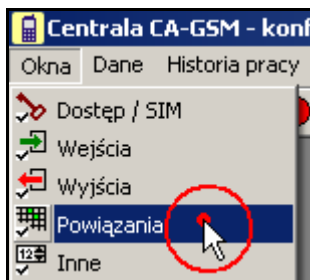 Centrala CA-GSM - konf
Okna Dane Historia pracy
Dostęp / SIM
Wejścia
Wyjścia
Powiązania
Inne